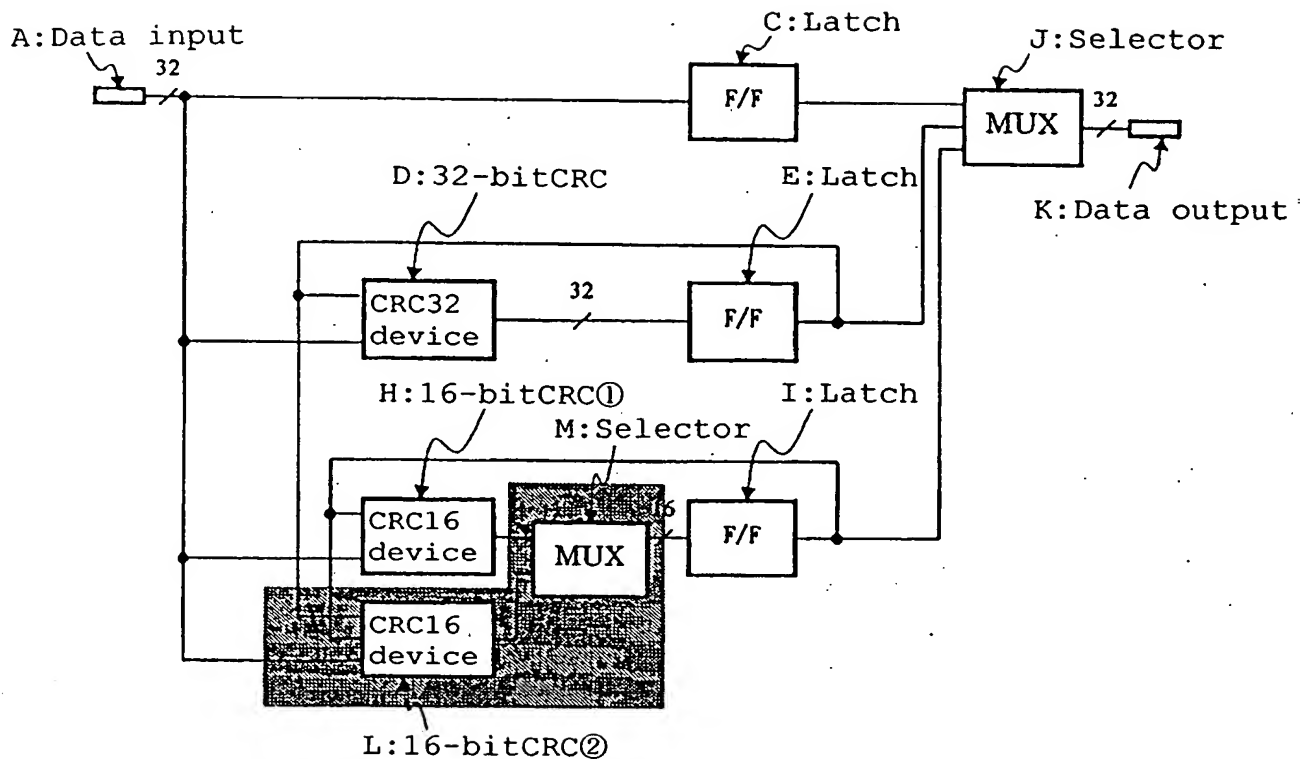 A:Data input
32
C:Latch
F/F
J:Selector
MUX
32
K:Data output
D:32-bitCRC
CRC32
device
32
E:Latch
F/F
H:16-bitCRC①
CRC16
device
M:Selector
MUX
16
I:Latch
F/F
CRC16
device
L:16-bitCRC②